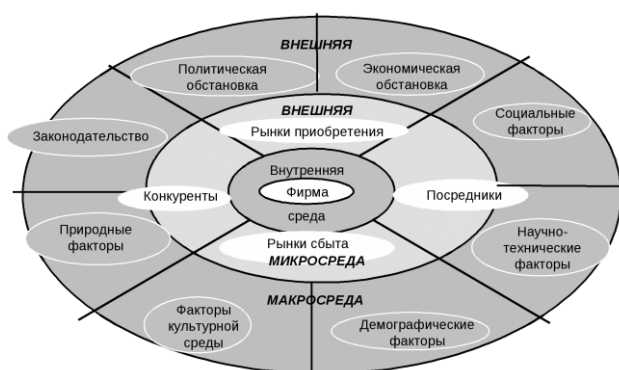 ВНЕШНЯЯ
Политическая
обстановка
Экономическая
обстановка
Законодательство
ВНЕШНЯЯ
Рынки приобретения
Социальные
факторы
Внутренняя
Фирма
среда
Конкуренты
Посредники
Природные
факторы
Рынки сбыта
МИКРОСРЕДА
Научно-
технические
факторы
МАКРОСРЕДА
Факторы
культурной
среды
Демографические
факторы